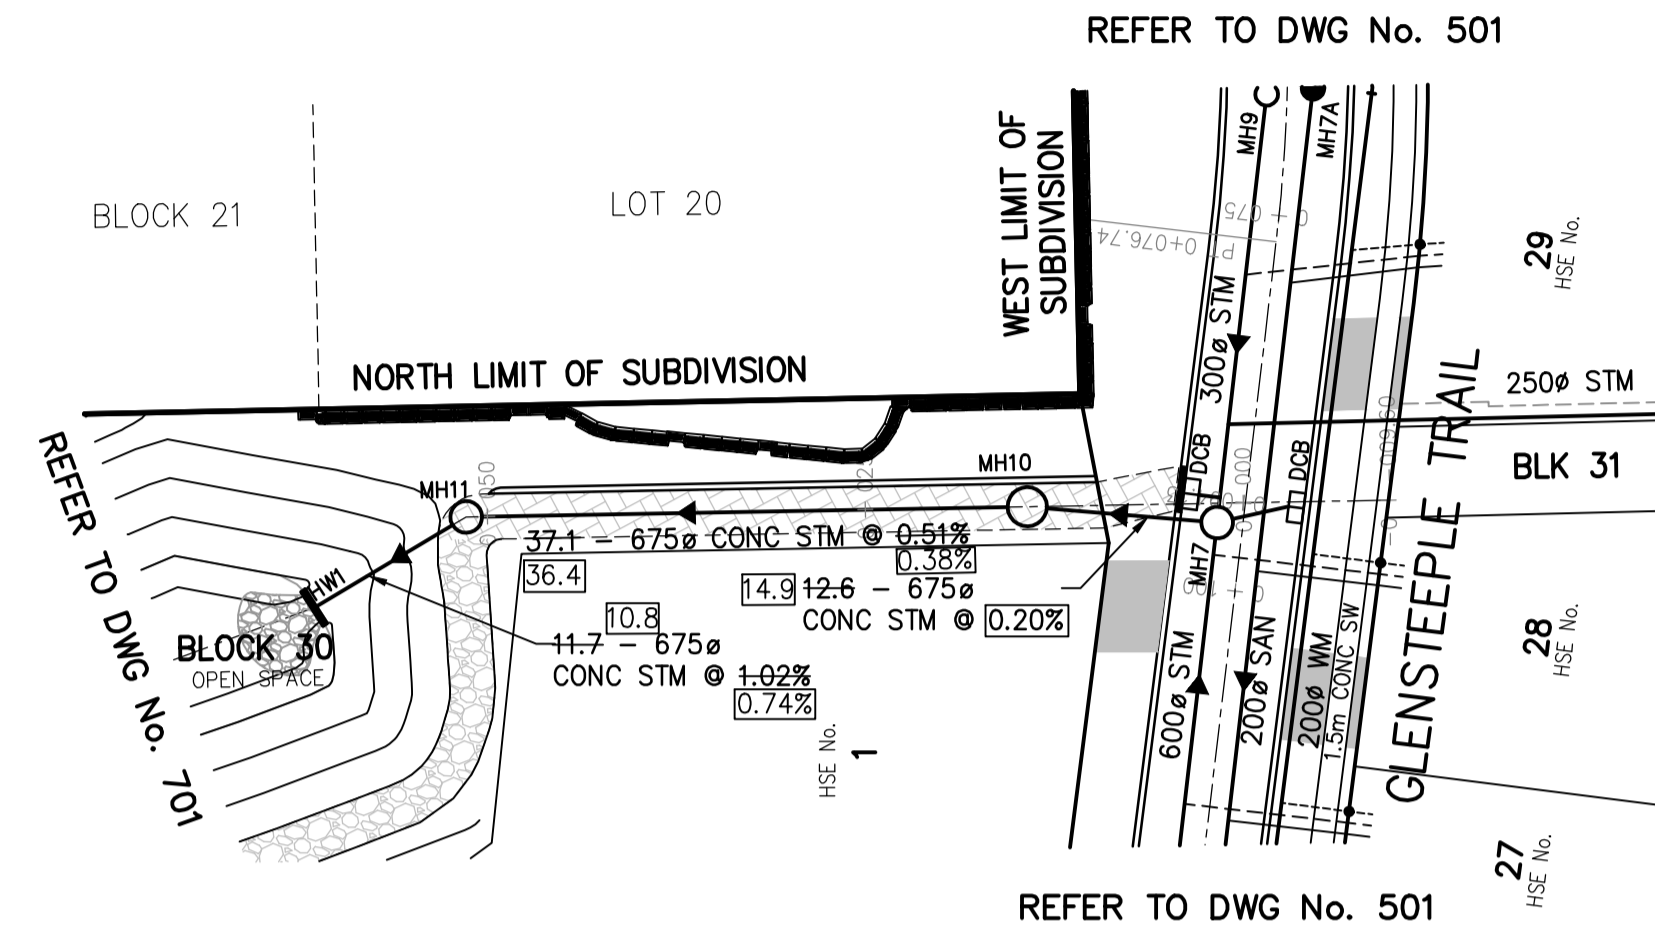 REFER TO DWG No. 501
BLOCK 21
LOT 20
WEST LIMIT OF
SUBDIVISION
MH9
MH7A
0 + 075
PT 0+076.74
29
HSE No.
300ø STM
NORTH LIMIT OF SUBDIVISION
250ø STM
REFER TO DWG No. 701
MH11
050
MH10
DCB
DCB
BLK 31
GLENSTEEPLE TRAIL
37.1 - 675ø CONC STM @ 0.51%
36.4
0.38%
14.9 12.6 - 675ø
CONC STM @ 0.20%
MH7
HW1
10.8
11.7 - 675ø
CONC STM @ 1.02%
0.74%
BLOCK 30
OPEN SPACE
600ø STM
200ø SAN
200ø WM
1.5m CONC SW
28
HSE No.
1
HSE No.
27
HSE No.
REFER TO DWG No. 501